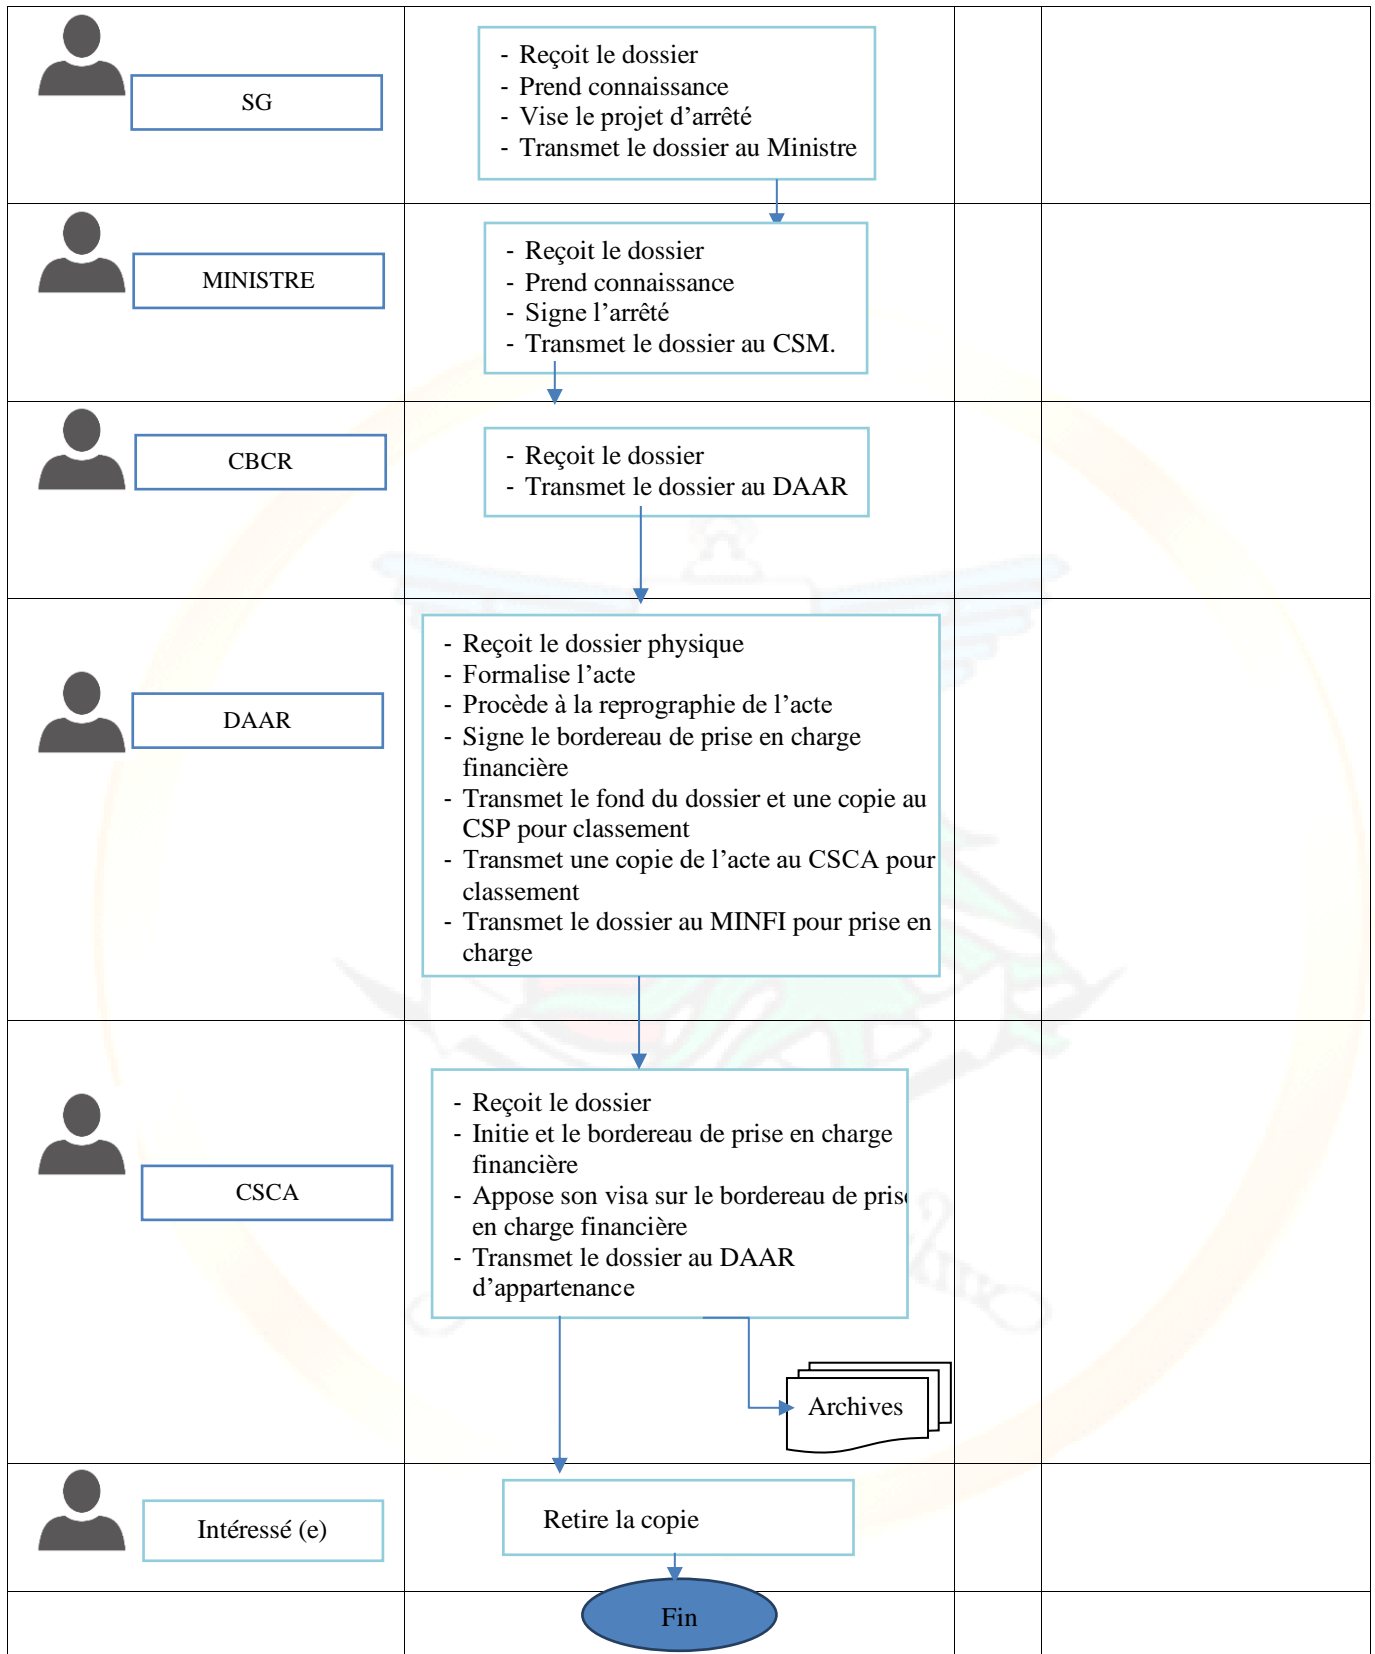 SG
- Reçoit le dossier
- Prend connaissance
- Vise le projet d’arrêté
- Transmet le dossier au Ministre
MINISTRE
- Reçoit le dossier
- Prend connaissance
- Signe l’arrêté
- Transmet le dossier au CSM.
CBCR
- Reçoit le dossier
- Transmet le dossier au DAAR
DAAR
- Reçoit le dossier physique
- Formalise l’acte
- Procède à la reprographie de l’acte
- Signe le bordereau de prise en charge
financière
- Transmet le fond du dossier et une copie au
CSP pour classement
- Transmet une copie de l’acte au CSCA pour
classement
- Transmet le dossier au MINFI pour prise en
charge
CSCA
- Reçoit le dossier
- Initie et le bordereau de prise en charge
financière
- Appose son visa sur le bordereau de prise
en charge financière
- Transmet le dossier au DAAR
d’appartenance
Archives
Intéressé (e)
Retire la copie
Fin